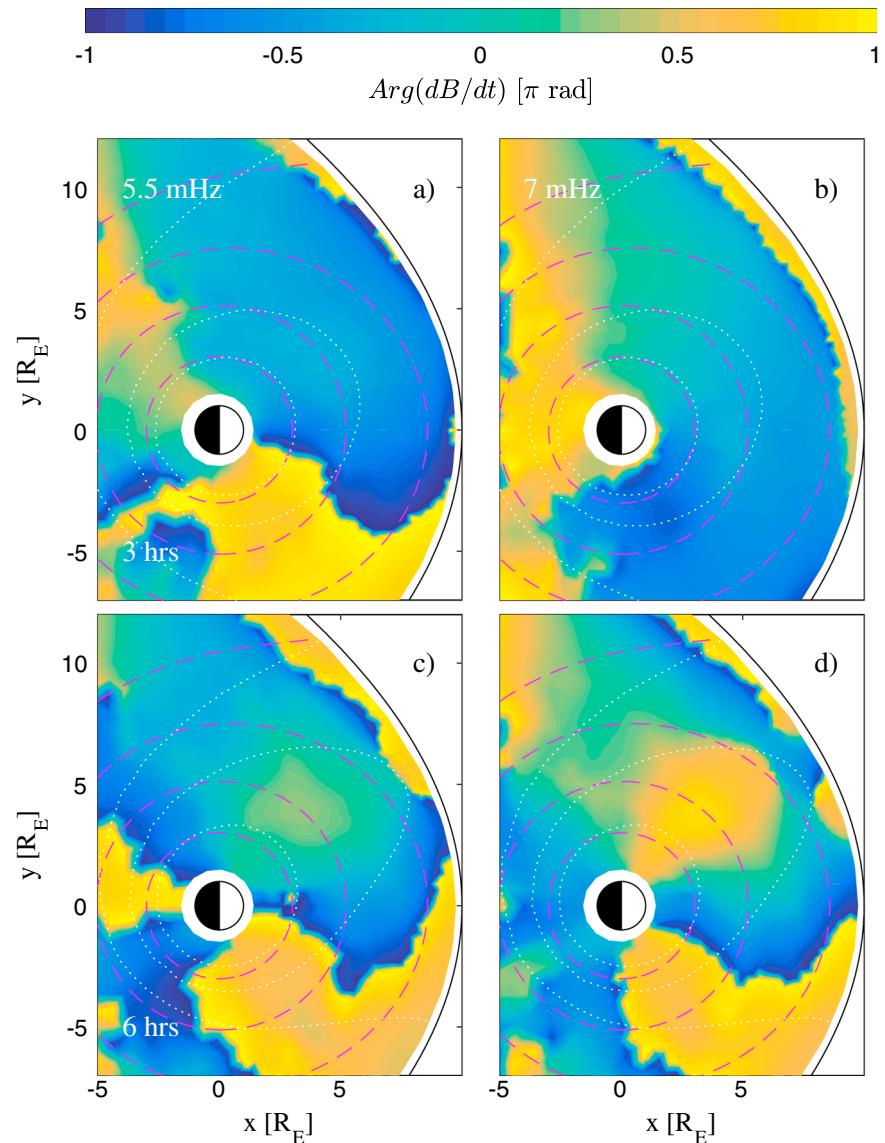 -1 -0.5 0 0.5 1
Arg(dB/dt) [π rad]
5.5 mHz a)
7 mHz b)
10
5
0
-5
y [R_E]
3 hrs
c)
d)
10
5
0
-5
y [R_E]
6 hrs
-5 0 5
-5 0 5
x [R_E]
x [R_E]